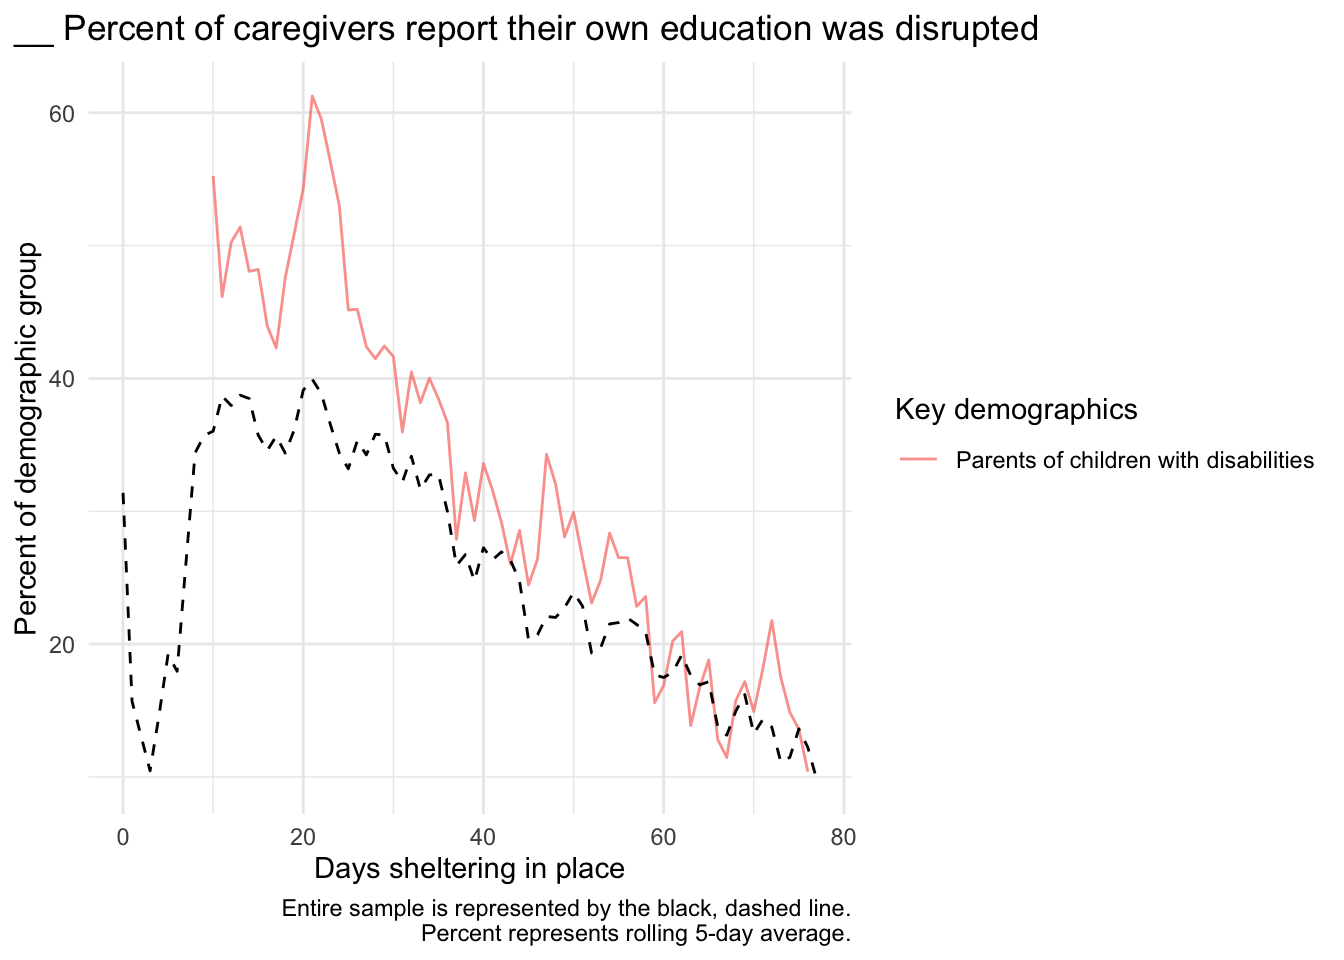 __ Percent of caregivers report their own education was disrupted
Percent of demographic group
60
40
20
0 20 40 60 80
Days sheltering in place
Key demographics
Parents of children with disabilities
Entire sample is represented by the black, dashed line.
Percent represents rolling 5-day average.